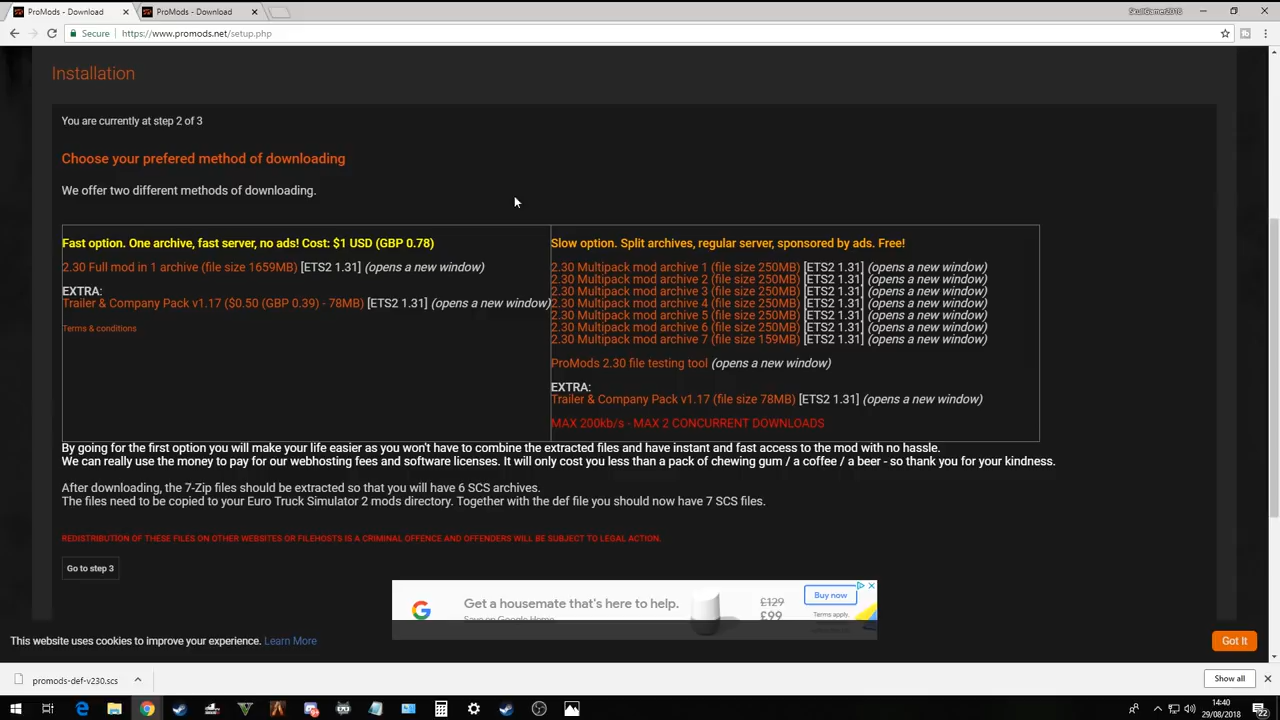 ProMods - Download
ProMods - Download
SkullGamer2018
Secure
https://www.promods.net/setup.php
Installation
You are currently at step 2 of 3
Choose your prefered method of downloading
We offer two different methods of downloading.
Fast option. One archive, fast server, no ads! Cost: $1 USD (GBP 0.78)
2.30 Full mod in 1 archive (file size 1659MB) [ETS2 1.31] (opens a new window)
EXTRA:
Trailer & Company Pack v1.17 ($0.50 (GBP 0.39) - 78MB) [ETS2 1.31] (opens a new window)
Terms & conditions
Slow option. Split archives, regular server, sponsored by ads. Free!
2.30 Multipack mod archive 1 (file size 250MB) [ETS2 1.31] (opens a new window)
2.30 Multipack mod archive 2 (file size 250MB) [ETS2 1.31] (opens a new window)
2.30 Multipack mod archive 3 (file size 250MB) [ETS2 1.31] (opens a new window)
2.30 Multipack mod archive 4 (file size 250MB) [ETS2 1.31] (opens a new window)
2.30 Multipack mod archive 5 (file size 250MB) [ETS2 1.31] (opens a new window)
2.30 Multipack mod archive 6 (file size 250MB) [ETS2 1.31] (opens a new window)
2.30 Multipack mod archive 7 (file size 159MB) [ETS2 1.31] (opens a new window)
ProMods 2.30 file testing tool (opens a new window)
EXTRA:
Trailer & Company Pack v1.17 (file size 78MB) [ETS2 1.31] (opens a new window)
MAX 200kb/s - MAX 2 CONCURRENT DOWNLOADS
By going for the first option you will make your life easier as you won't have to combine the extracted files and have instant and fast access to the mod with no hassle.
We can really use the money to pay for our webhosting fees and software licenses. It will only cost you less than a pack of chewing gum / a coffee / a beer - so thank you for your kindness.
After downloading, the 7-Zip files should be extracted so that you will have 6 SCS archives.
The files need to be copied to your Euro Truck Simulator 2 mods directory. Together with the def file you should now have 7 SCS files.
REDISTRIBUTION OF THESE FILES ON OTHER WEBSITES OR FILEHOSTS IS A CRIMINAL OFFENCE AND OFFENDERS WILL BE SUBJECT TO LEGAL ACTION.
Go to step 3
Get a housemate that's here to help.
Save on Google Home
£129
£99
Buy now
Terms apply.
This website uses cookies to improve your experience. Learn More
Got It
promods-def-v230.scs
Show all
14:40
29/08/2018
22